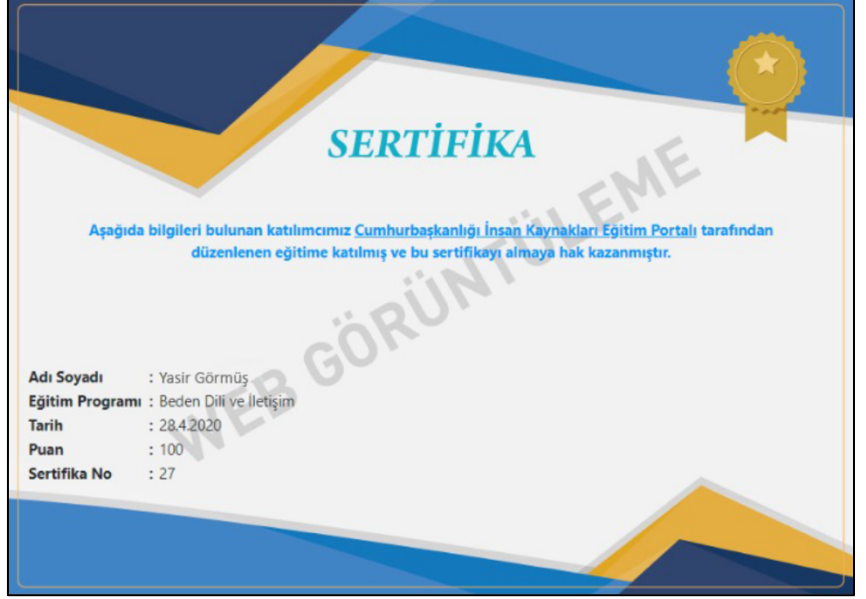 SERTİFİKA
Aşağıda bilgileri bulunan katılımcımız Cumhurbaşkanlığı İnsan Kaynakları Eğitim Portalı tarafından
düzenlenen eğitime katılmış ve bu sertifikayı almaya hak kazanmıştır.
WEB GÖRÜNTÜLEME
Adı Soyadı : Yasir Görmüş
Eğitim Programı : Beden Dili ve İletişim
Tarih : 28.4.2020
Puan : 100
Sertifika No : 27